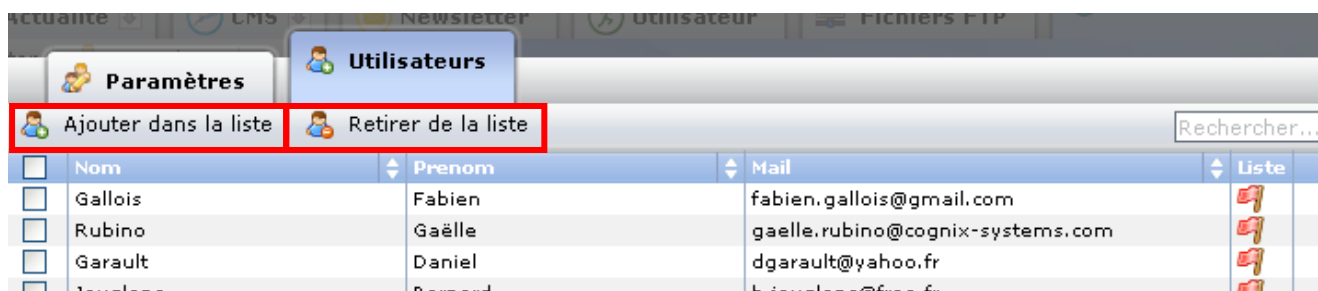 Actualité CMS Newsletter Utilisateur Fichiers FTP
Paramètres Utilisateurs
Ajouter dans la liste Retirer de la liste Rechercher...
Nom Prenom Mail Liste
Gallois Fabien fabien.gallois@gmail.com
Rubino Gaëlle gaelle.rubino@cognix-systems.com
Garault Daniel dgarault@yahoo.fr